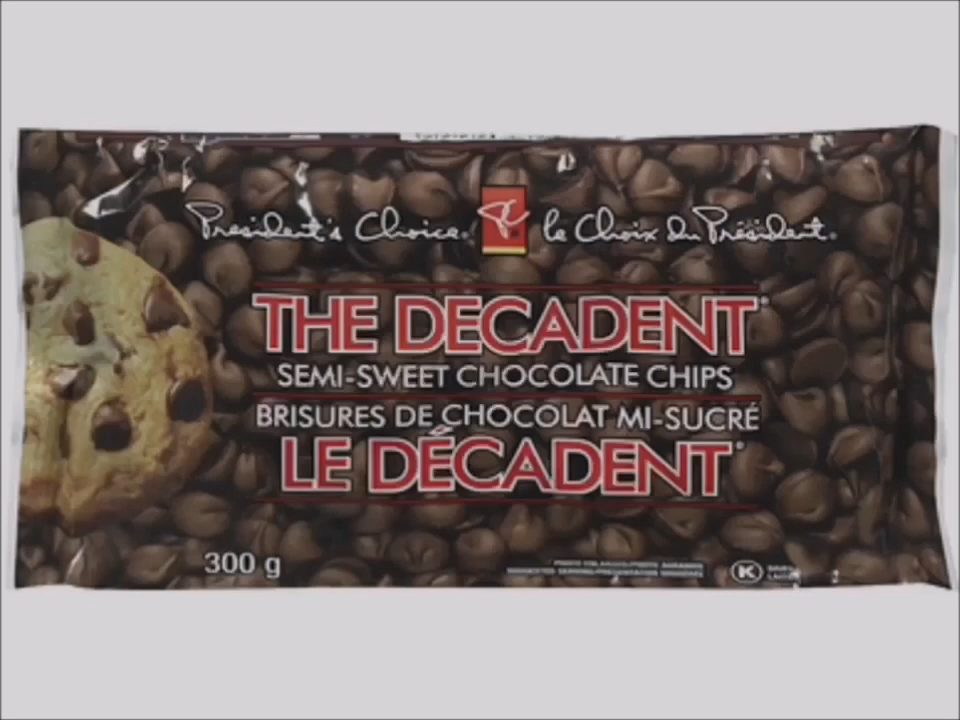 President's Choice® le Choix du Président®
THE DECADENT®
SEMI-SWEET CHOCOLATE CHIPS
BRISURES DE CHOCOLAT MI-SUCRÉ
LE DÉCADENT®
300 g
K